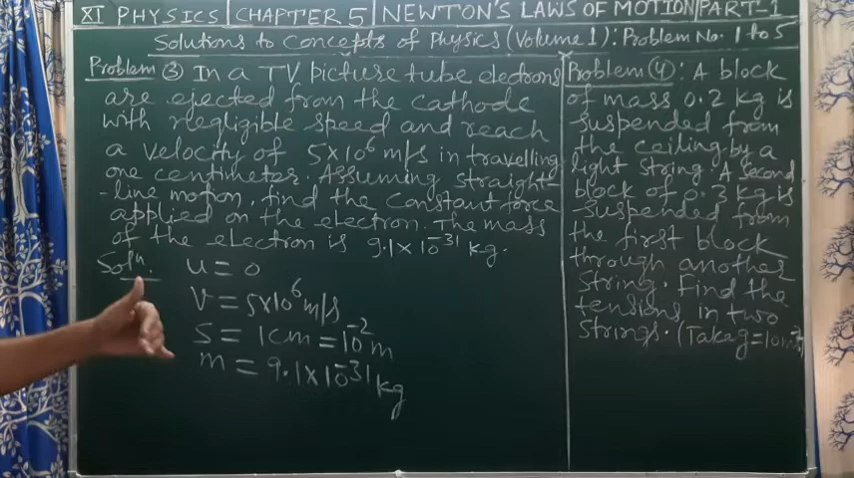 XI PHYSICS | CHAPTER 5 | NEWTON'S LAWS OF MOTION | PART-1
Solutions to Concepts of Physics (Volume 1): Problem No. 1 to 5
Problem ③ In a TV picture tube electrons
are ejected from the cathode
with negligible speed and reach
a velocity of 5×10⁶ m/s in travelling
one centimeter. Assuming straight-
-line motion, find the constant force
applied on the electron. The mass
of the electron is 9.1×10⁻³¹ kg.
Solⁿ. u = 0
v = 5×10⁶ m/s
s = 1cm = 10⁻² m
m = 9.1×10⁻³¹ kg
Problem ④: A block
of mass 0.2 kg is
suspended from
the ceiling by a
light string. A second
block of 0.3 kg is
suspended from
the first block
through another
string. Find the
tensions in two
strings. (Take g=10ms⁻²)